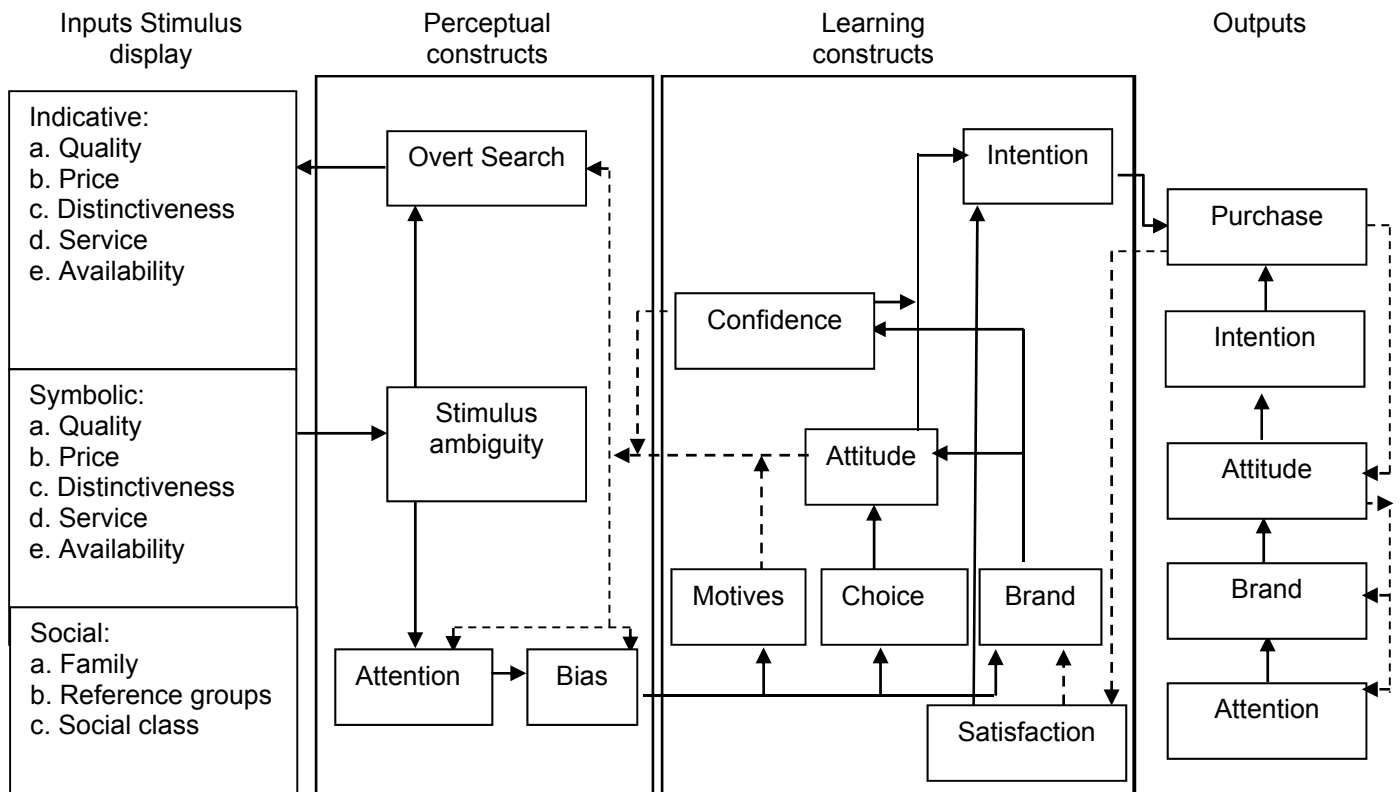 Inputs Stimulus
display
Perceptual
constructs
Learning
constructs
Outputs
Indicative:
a. Quality
b. Price
c. Distinctiveness
d. Service
e. Availability
Symbolic:
a. Quality
b. Price
c. Distinctiveness
d. Service
e. Availability
Social:
a. Family
b. Reference groups
c. Social class
Overt Search
Stimulus
ambiguity
Attention
Bias
Intention
Confidence
Attitude
Motives
Choice
Brand
Satisfaction
Purchase
Intention
Attitude
Brand
Attention